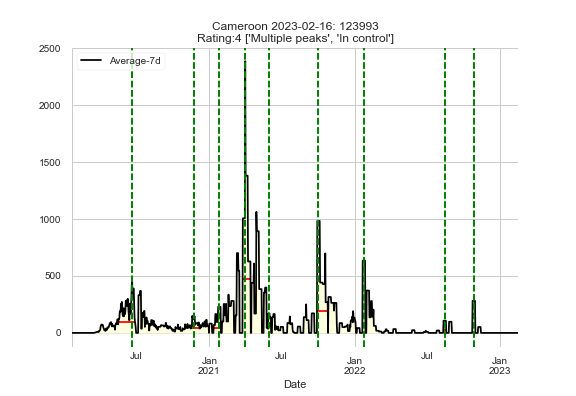 Cameroon 2023-02-16: 123993
Rating:4 ['Multiple peaks', 'In control']
2500
Average-7d
2000
1500
1000
500
0
Jul Jan Jul Jan Jul Jan
2021 2022 2023
Date